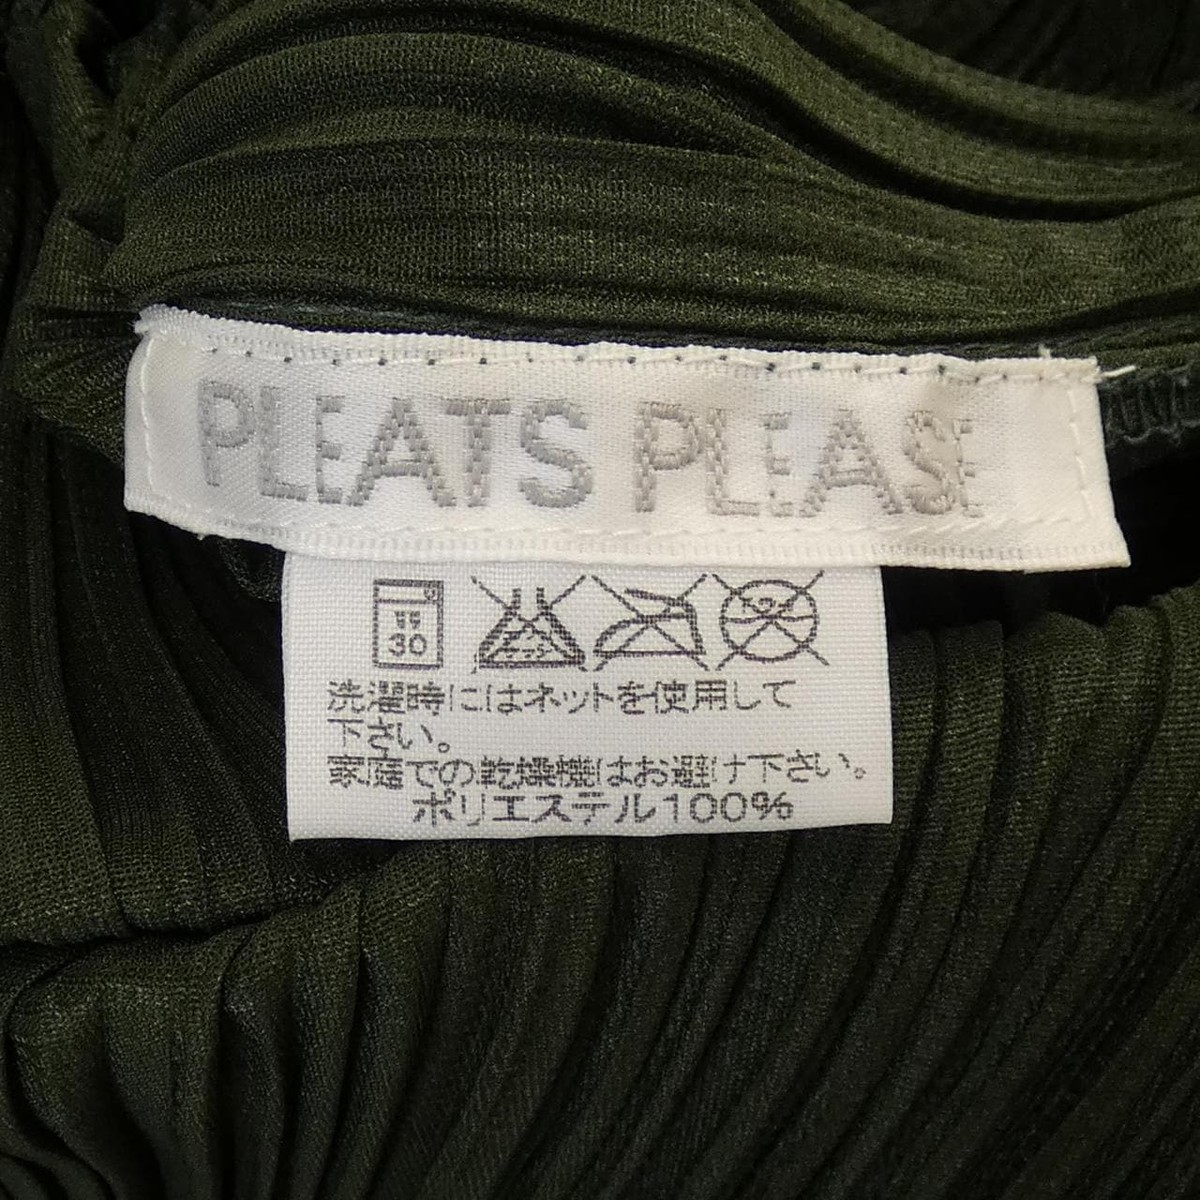 PLEATS PLEASE
弱
30
洗濯時にはネットを使用して
下さい。
家庭での乾燥機はお避け下さい。
ポリエステル100%